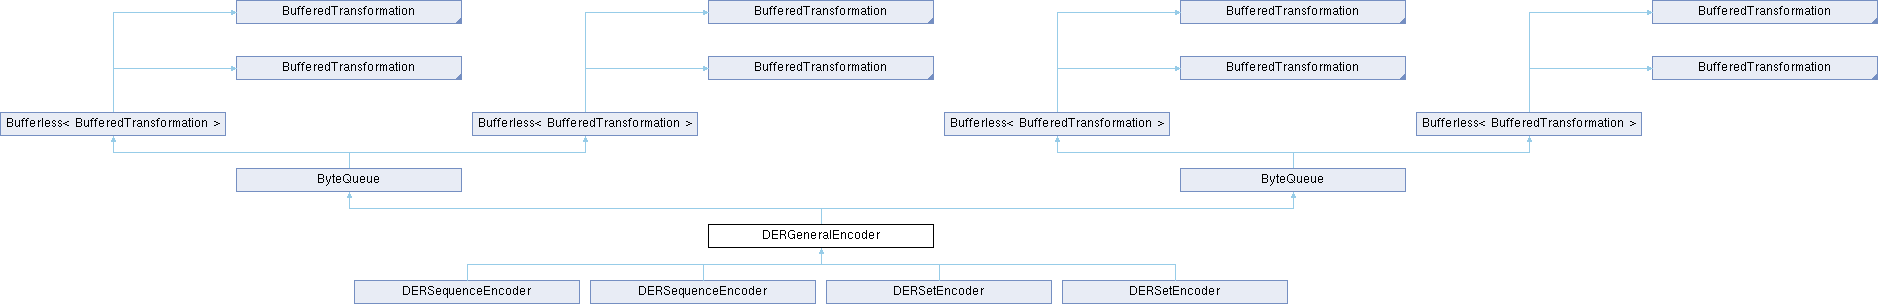 BufferedTransformation BufferedTransformation BufferedTransformation BufferedTransformation
BufferedTransformation BufferedTransformation BufferedTransformation BufferedTransformation
Bufferless< BufferedTransformation > Bufferless< BufferedTransformation > Bufferless< BufferedTransformation > Bufferless< BufferedTransformation >
ByteQueue ByteQueue
DERGeneralEncoder
DERSequenceEncoder DERSequenceEncoder DERSetEncoder DERSetEncoder